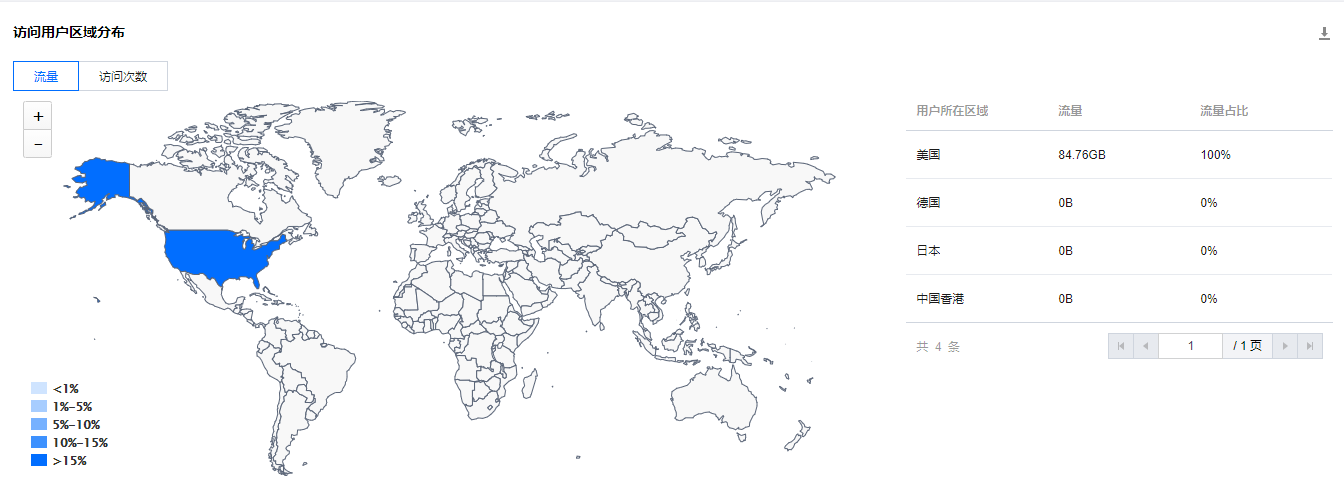 访问用户区域分布
流量 访问次数
+
−
<1%
1%-5%
5%-10%
10%-15%
>15%
用户所在区域 流量 流量占比
美国 84.76GB 100%
德国 0B 0%
日本 0B 0%
中国香港 0B 0%
共 4 条 1 / 1 页